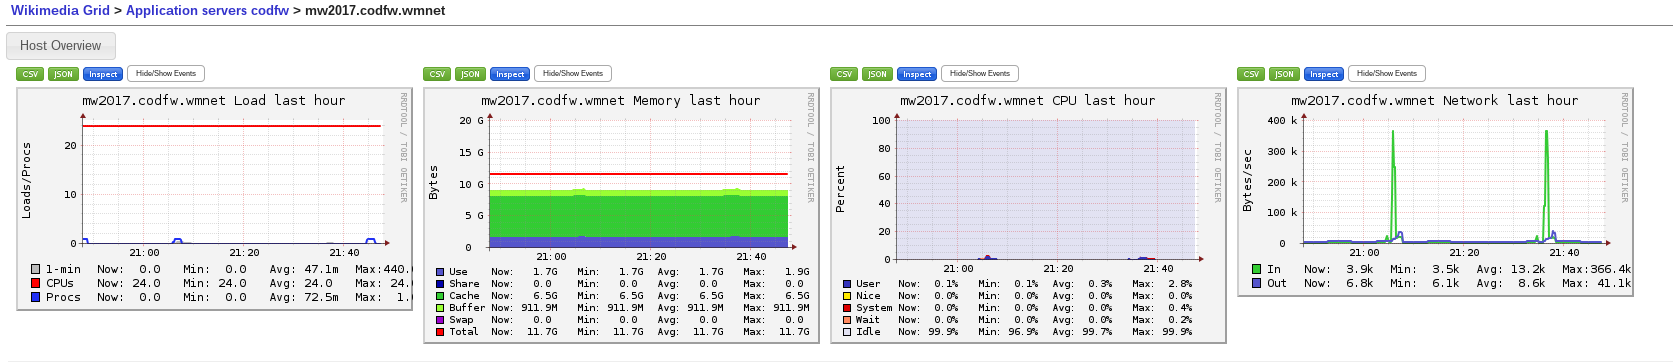 Wikimedia Grid > Application servers codfw > mw2017.codfw.wmnet
Host Overview
CSV JSON Inspect Hide/Show Events
mw2017.codfw.wmnet Load last hour
RRDTOOL / TOBI OETIKER
Loads/Procs
20
10
0
21:00 21:20 21:40
1-min Now: 0.0 Min: 0.0 Avg: 47.1m Max:440.0
CPUs Now: 24.0 Min: 24.0 Avg: 24.0 Max: 24.
Procs Now: 0.0 Min: 0.0 Avg: 72.5m Max: 1.
CSV JSON Inspect Hide/Show Events
mw2017.codfw.wmnet Memory last hour
RRDTOOL / TOBI OETIKER
Bytes
20 G
15 G
10 G
5 G
0
21:00 21:20 21:40
Use Now: 1.7G Min: 1.7G Avg: 1.7G Max: 1.9G
Share Now: 0.0 Min: 0.0 Avg: 0.0 Max: 0.0
Cache Now: 6.5G Min: 6.5G Avg: 6.5G Max: 6.5G
Buffer Now: 911.9M Min: 911.9M Avg: 911.9M Max: 911.9M
Swap Now: 0.0 Min: 0.0 Avg: 0.0 Max: 0.0
Total Now: 11.7G Min: 11.7G Avg: 11.7G Max: 11.7G
CSV JSON Inspect Hide/Show Events
mw2017.codfw.wmnet CPU last hour
RRDTOOL / TOBI OETIKER
Percent
100
80
60
40
20
0
21:00 21:20 21:40
User Now: 0.1% Min: 0.1% Avg: 0.3% Max: 2.8%
Nice Now: 0.0% Min: 0.0% Avg: 0.0% Max: 0.0%
System Now: 0.0% Min: 0.0% Avg: 0.0% Max: 0.4%
Wait Now: 0.0% Min: 0.0% Avg: 0.0% Max: 0.2%
Idle Now: 99.9% Min: 96.9% Avg: 99.7% Max: 99.9%
CSV JSON Inspect Hide/Show Events
mw2017.codfw.wmnet Network last hour
RRDTOOL / TOBI OETIKER
Bytes/sec
400 k
300 k
200 k
100 k
0
21:00 21:20 21:40
In Now: 3.9k Min: 3.5k Avg: 13.2k Max:366.4k
Out Now: 6.8k Min: 6.1k Avg: 8.6k Max: 41.1k